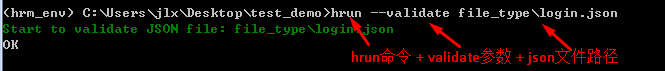 (hrm_env) C:\Users\jlx\Desktop\test_demo>hrun --validate file_type\login.json
Start to validate JSON file: file_type\login.json
OK
hrun命令 + validate参数 + json文件路径